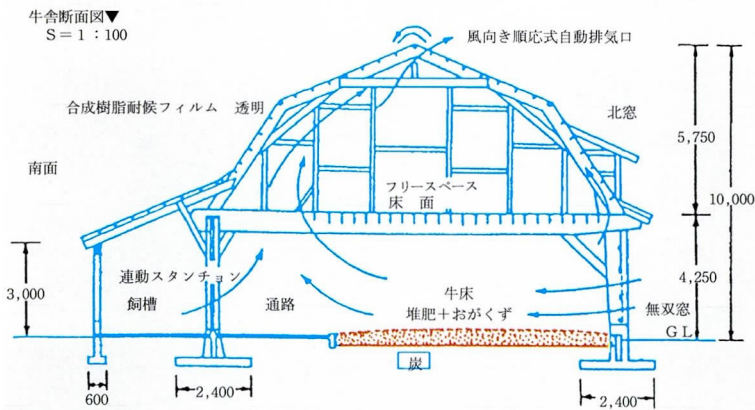 牛舎断面図▼
S=1:100
風向き順応式自動排気口
合成樹脂耐候フィルム 透明
北窓
5,750
南面
フリースペース
床 面
10,000
連動スタンチョン
飼槽
通路
牛床
堆肥+おがくず
4,250
3,000
無双窓
GL
炭
600
2,400
2,400